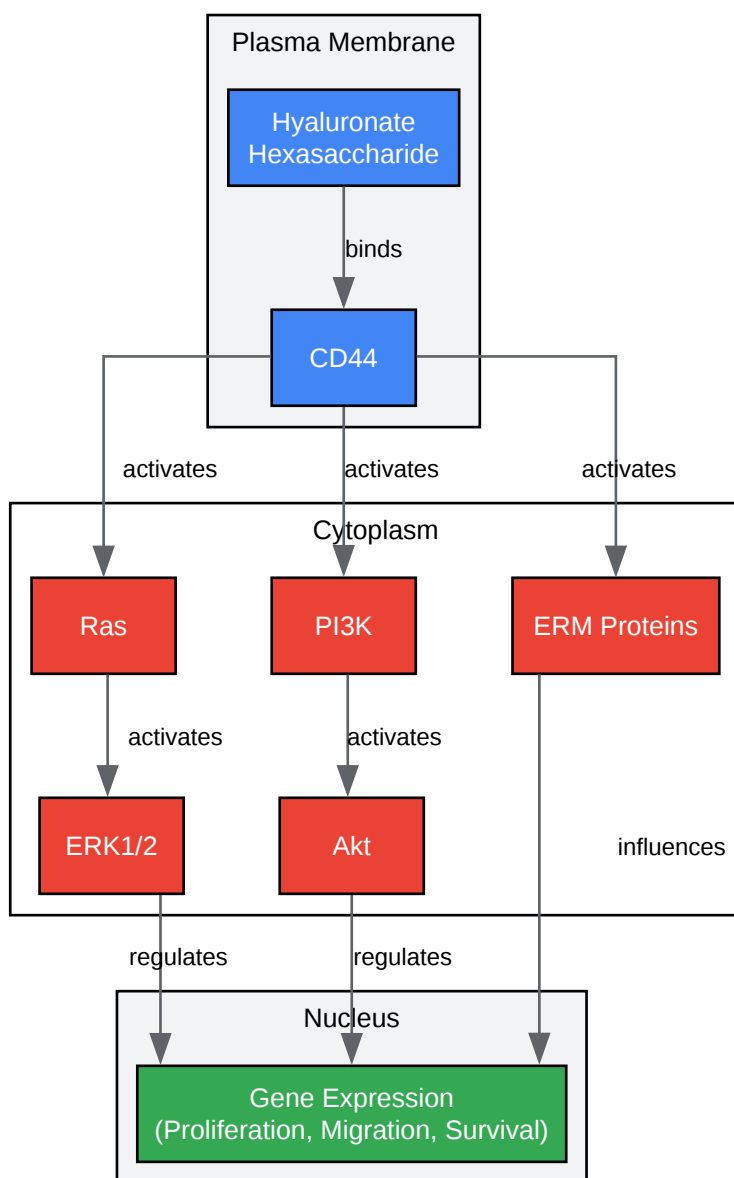 Plasma Membrane
Hyaluronate
Hexasaccharide
binds
CD44
activates
activates
activates
Cytoplasm
Ras
PI3K
ERM Proteins
activates
activates
ERK1/2
Akt
influences
regulates
regulates
Nucleus
Gene Expression
(Proliferation, Migration, Survival)